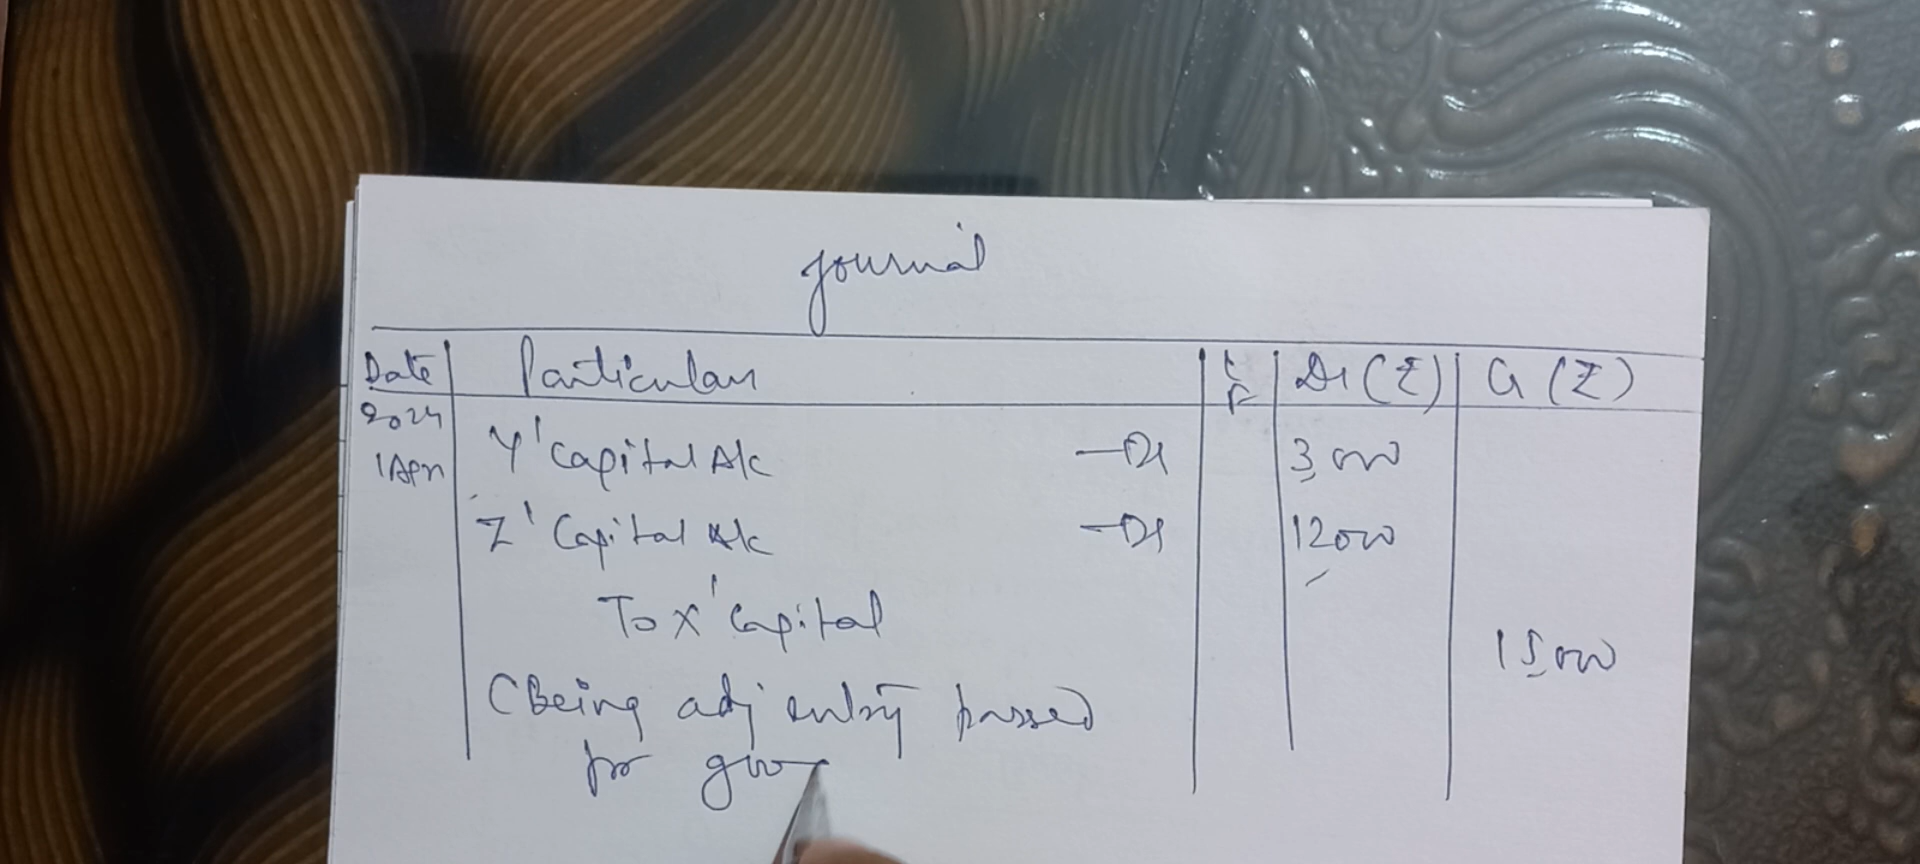 Journal
Date Particulars L F Dr (₹) Cr (₹)
2024
1 Apr Y' Capital A/c —Dr 3,000
Z' Capital A/c —Dr 12000
To X' Capital
15,000
(Being adj entry passed
for